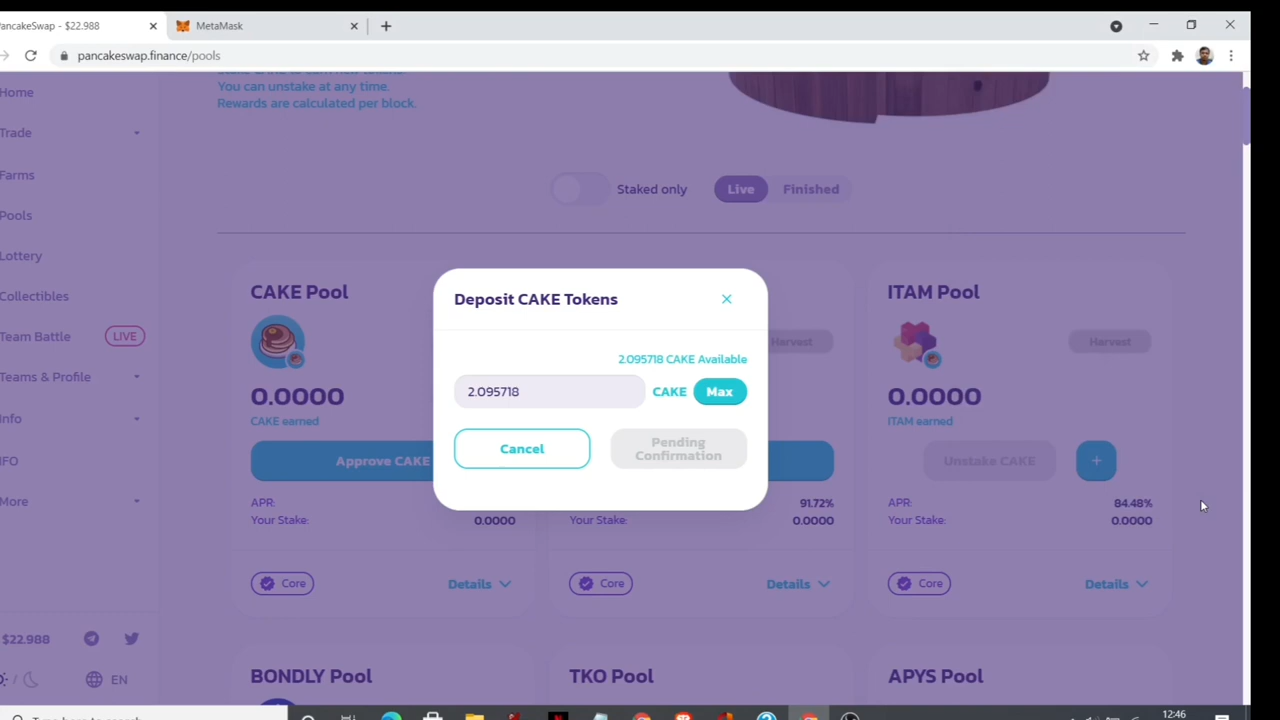 PancakeSwap - $22.988
MetaMask
pancakeswap.finance/pools
You can unstake at any time.
Rewards are calculated per block.
Home
Trade
Farms
Pools
Lottery
Collectibles
Team Battle
LIVE
Teams & Profile
Info
IFO
More
$22.988
EN
Staked only
Live
Finished
CAKE Pool
0.0000
CAKE earned
Approve CAKE
APR:
Your Stake:
0.0000
Core
Details
Deposit CAKE Tokens
2.095718 CAKE Available
2.095718
CAKE
Max
Cancel
Pending
Confirmation
Harvest
APR:
91.72%
Your Stake:
0.0000
Core
Details
ITAM Pool
Harvest
0.0000
ITAM earned
Unstake CAKE
APR:
84.48%
Your Stake:
0.0000
Core
Details
BONDLY Pool
TKO Pool
APYS Pool
12:46